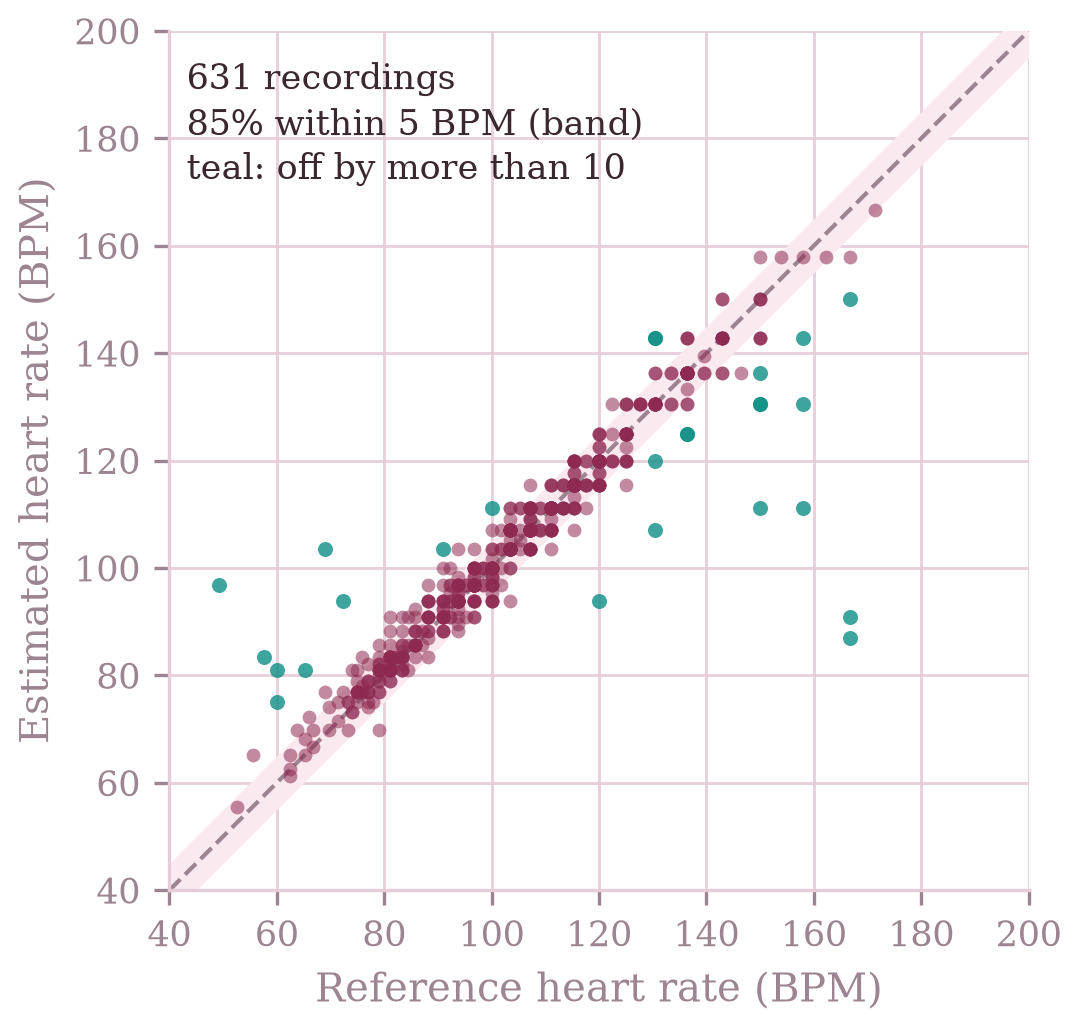 631 recordings
85% within 5 BPM (band)
teal: off by more than 10
Estimated heart rate (BPM)
200
180
160
140
120
100
80
60
40
40 60 80 100 120 140 160 180 200
Reference heart rate (BPM)